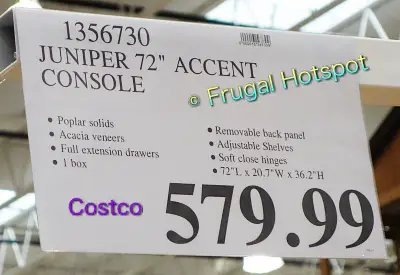 1356730
JUNIPER 72" ACCENT
CONSOLE
© Frugal Hotspot
• Poplar solids
• Acacia veneers
• Full extension drawers
• 1 box
• Removable back panel
• Adjustable Shelves
• Soft close hinges
• 72"L x 20.7"W x 36.2"H
Costco
579.99